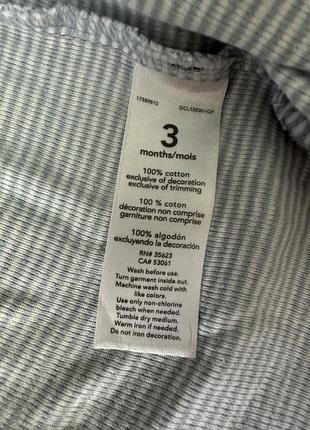 17589810 GCL15230-IGF
3
months/mois
100% cotton
exclusive of decoration
exclusive of trimming
100 % coton
décoration non comprise
garniture non comprise
100% algodón
excluyendo la decoración
RN# 35623
CA# 53061
Wash before use.
Turn garment inside out.
Machine wash cold with
like colors.
Use only non-chlorine
bleach when needed.
Tumble dry medium.
Warm iron if needed.
Do not iron decoration.